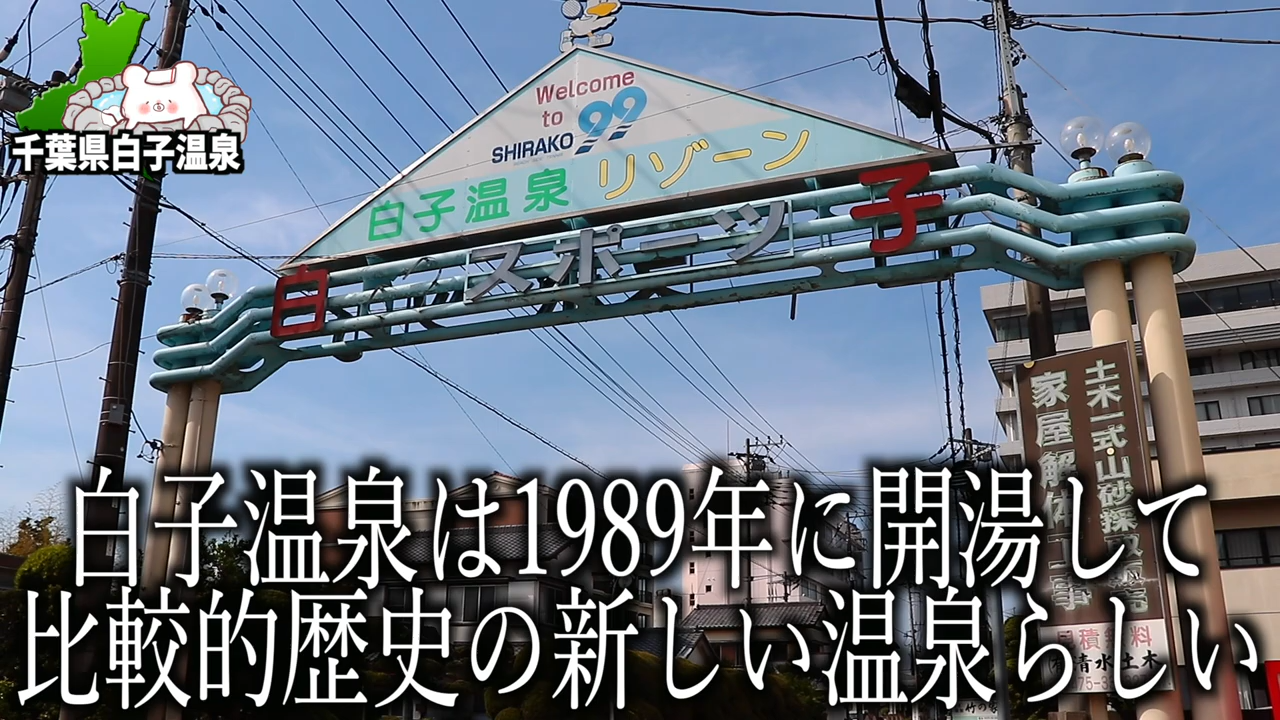 千葉県白子温泉
Welcome
to
SHIRAKO 99
白子温泉 リゾーン
白 スポーツ 子
土木一式・山砂採取販売
家屋解体工事
見積無料
㈲清水土木
白子温泉は1989年に開湯して
比較的歴史の新しい温泉らしい